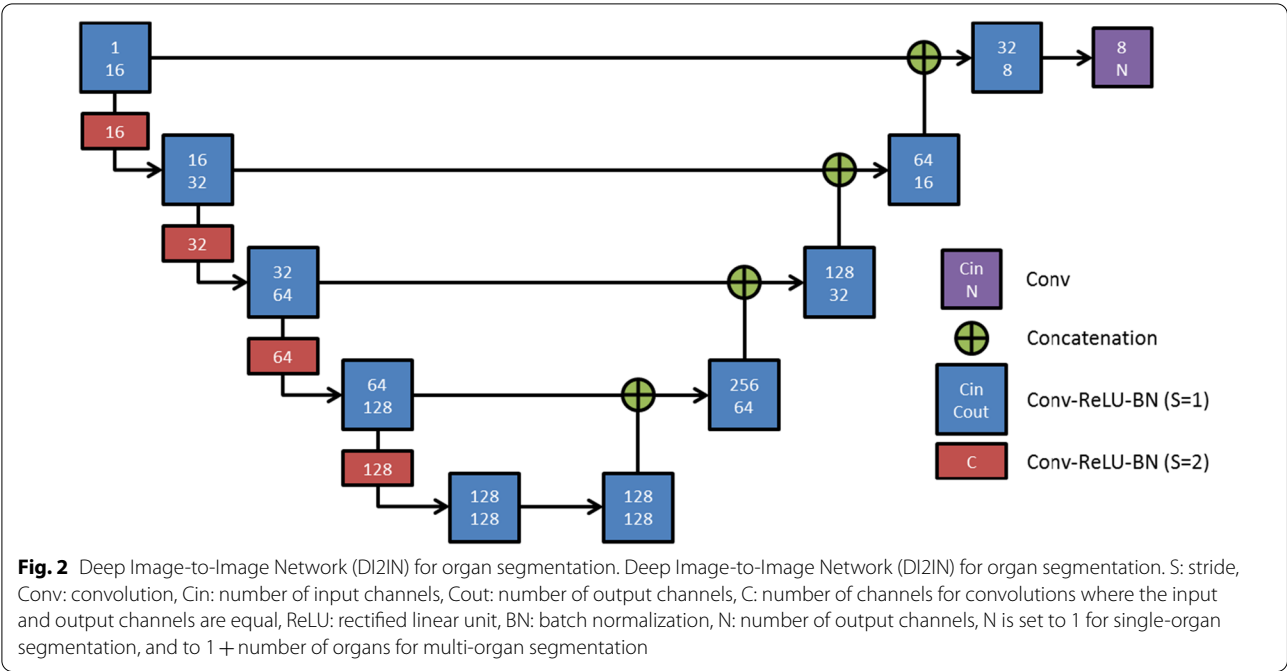 1
16
16
16
32
32
32
64
64
64
128
128
128
128
128
128
256
64
128
32
64
16
32
8
8
N
Cin
N
Conv
Concatenation
Cin
Cout
Conv-ReLU-BN (S=1)
C
Conv-ReLU-BN (S=2)
Fig. 2 Deep Image-to-Image Network (DI2IN) for organ segmentation. Deep Image-to-Image Network (DI2IN) for organ segmentation. S: stride,
Conv: convolution, Cin: number of input channels, Cout: number of output channels, C: number of channels for convolutions where the input
and output channels are equal, ReLU: rectified linear unit, BN: batch normalization, N: number of output channels, N is set to 1 for single-organ
segmentation, and to 1 + number of organs for multi-organ segmentation